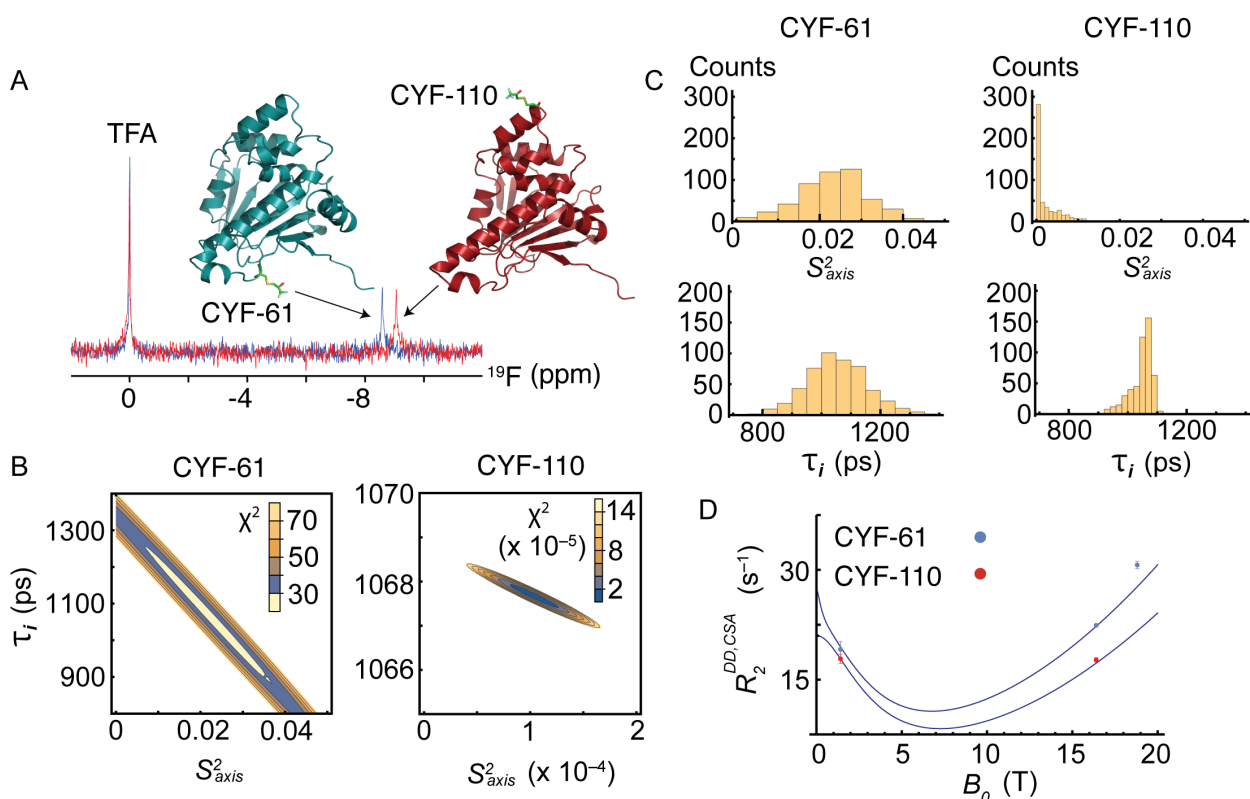 A
TFA
CYF-61
CYF-110
0
-4
-8
¹⁹F (ppm)
B
CYF-61
1300
1100
900
τᵢ (ps)
χ²
70
50
30
0
0.02
0.04
S²axis
CYF-110
1070
1068
1066
χ²
(x 10⁻⁵)
14
8
2
0
1
2
S²axis (x 10⁻⁴)
C
CYF-61
CYF-110
Counts
300
200
100
0
0
0.02
0.04
S²axis
Counts
300
200
100
0
0
0.02
0.04
S²axis
200
150
100
50
0
800
1200
τᵢ (ps)
200
150
100
50
0
800
1200
τᵢ (ps)
D
CYF-61
CYF-110
30
15
R₂ᴰᴰ,ᶜˢᴬ (s⁻¹)
0
5
10
15
20
B₀ (T)